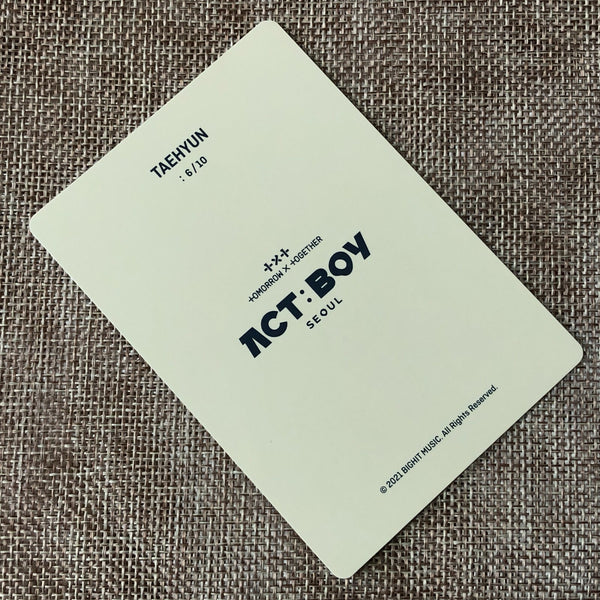 TAEHYUN
: 6/10
+x+
TOMORROW X TOGETHER
ACT:BOY
SEOUL
© 2021 BIGHIT MUSIC. All Rights Reserved.